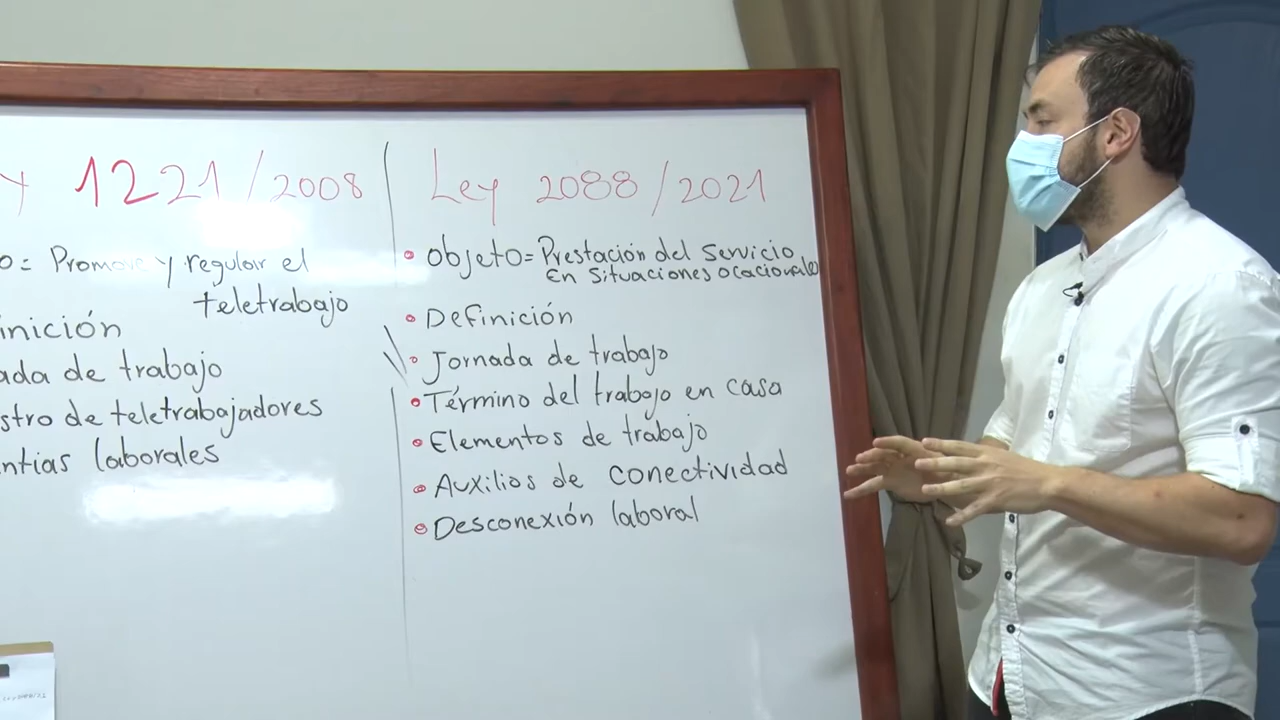 y 1221/2008
o= Promove y regular el
teletrabajo
inición
ada de trabajo
stro de teletrabajadores
ntias laborales
Ley 2088/2021
Objeto= Prestación del Servicio
En Situaciones ocacionales
Definición
Jornada de trabajo
Término del trabajo en casa
Elementos de trabajo
Auxilios de conectividad
Desconexión laboral